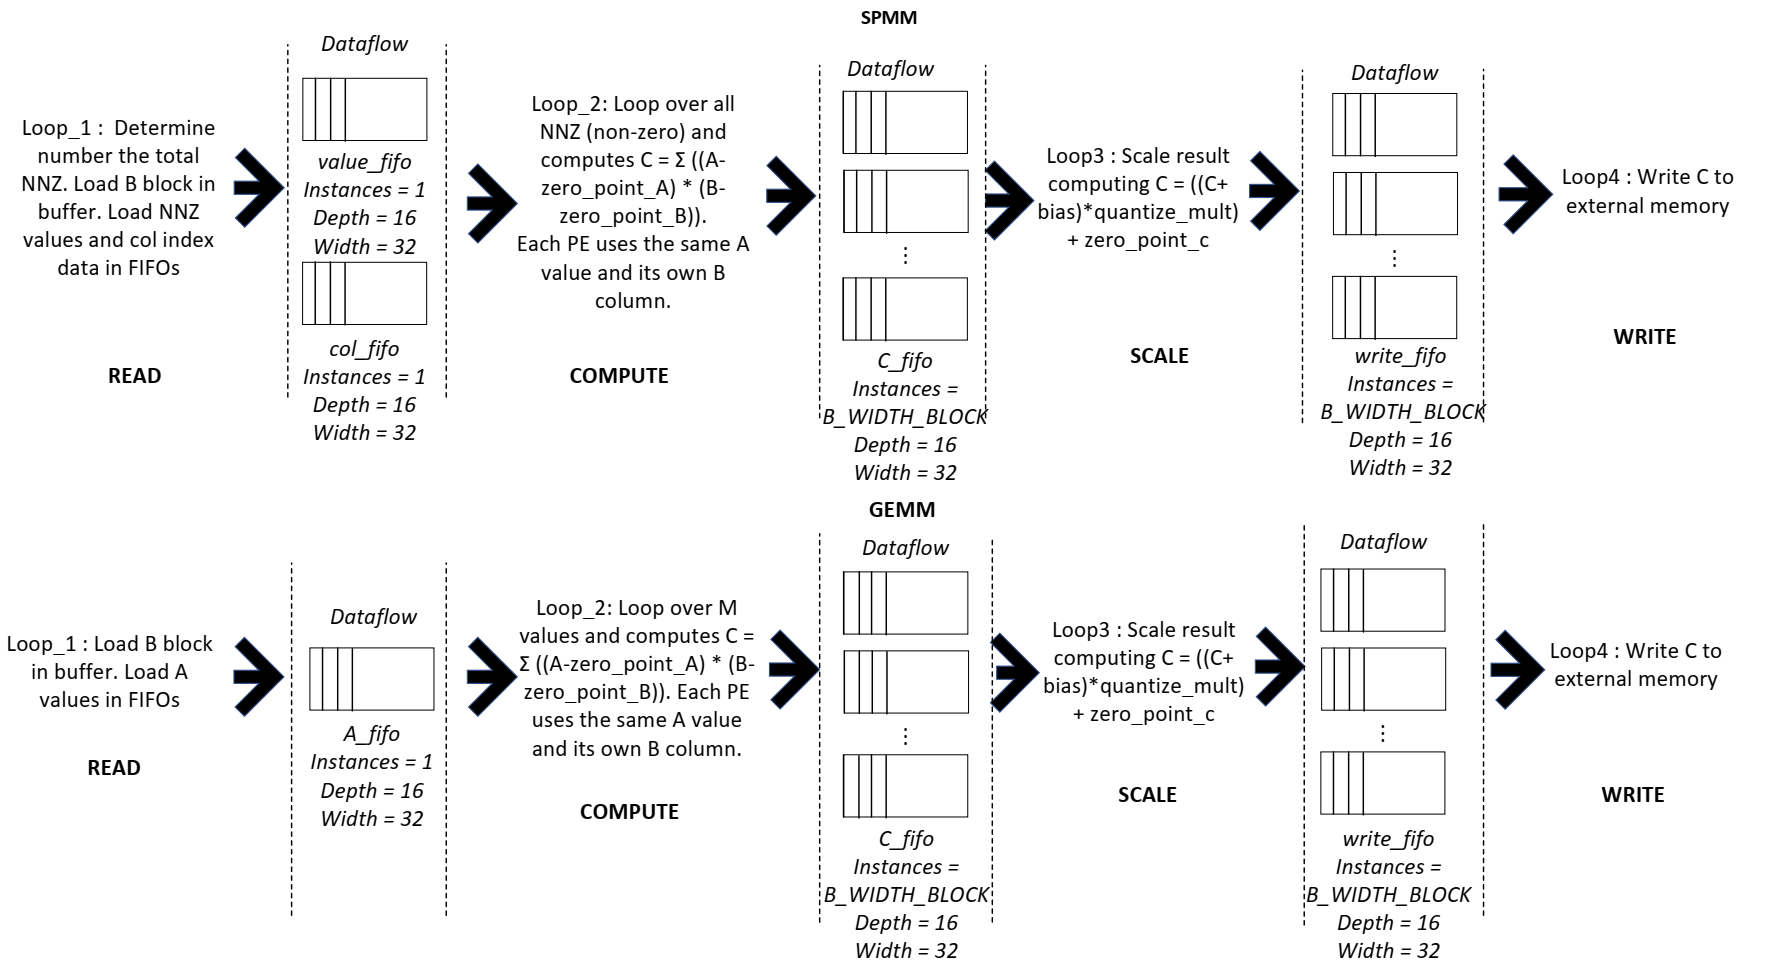 SPMM
Loop_1 :  Determine
number the total
NNZ. Load B block in
buffer. Load NNZ
values and col index
data in FIFOs
READ
Dataflow
value_fifo
Instances = 1
Depth = 16
Width = 32
col_fifo
Instances = 1
Depth = 16
Width = 32
Loop_2: Loop over all
NNZ (non-zero) and
computes C = Σ ((A-
zero_point_A) * (B-
zero_point_B)).
Each PE uses the same A
value and its own B
column.
COMPUTE
Dataflow
⋮
C_fifo
Instances =
B_WIDTH_BLOCK
Depth = 16
Width = 32
Loop3 : Scale result
computing C = ((C+
bias)*quantize_mult)
+ zero_point_c
SCALE
Dataflow
⋮
write_fifo
Instances =
B_WIDTH_BLOCK
Depth = 16
Width = 32
Loop4 : Write C to
external memory
WRITE
GEMM
Loop_1 : Load B block
in buffer. Load A
values in FIFOs
READ
Dataflow
A_fifo
Instances = 1
Depth = 16
Width = 32
Loop_2: Loop over M
values and computes C =
Σ ((A-zero_point_A) * (B-
zero_point_B)). Each PE
uses the same A value
and its own B column.
COMPUTE
Dataflow
⋮
C_fifo
Instances =
B_WIDTH_BLOCK
Depth = 16
Width = 32
Loop3 : Scale result
computing C = ((C+
bias)*quantize_mult)
+ zero_point_c
SCALE
Dataflow
⋮
write_fifo
Instances =
B_WIDTH_BLOCK
Depth = 16
Width = 32
Loop4 : Write C to
external memory
WRITE